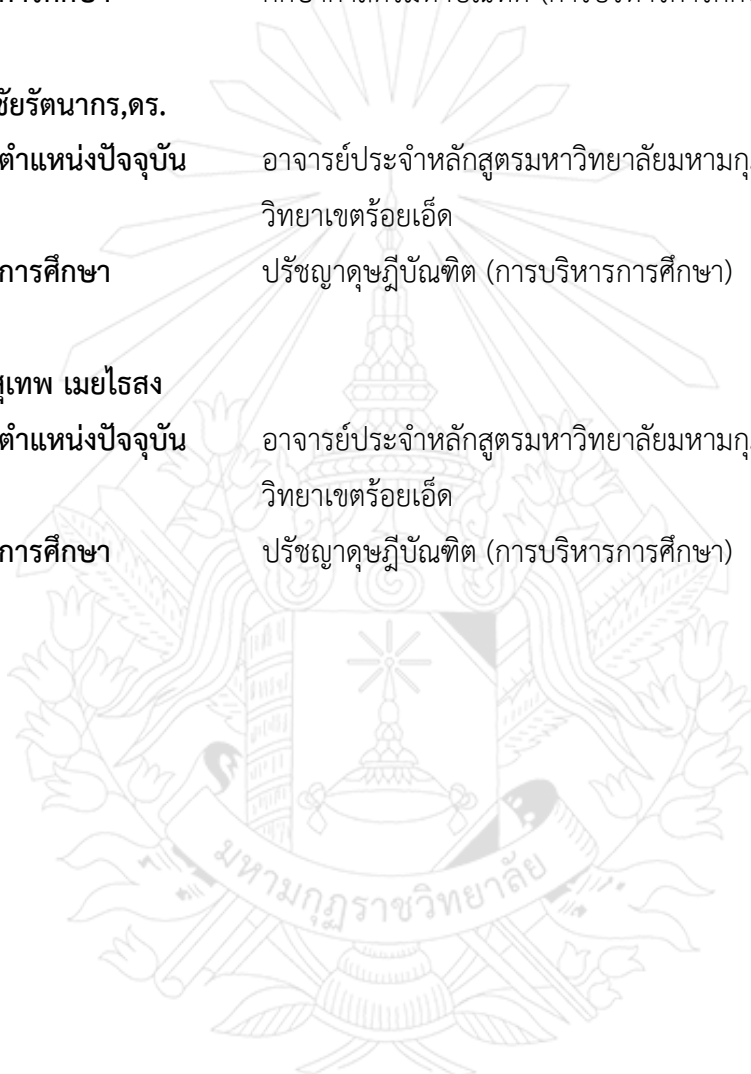 ชัยรัตนากร,ดร.
ตำแหน่งปัจจุบัน อาจารย์ประจำหลักสูตรมหาวิทยาลัยมหามกุ
วิทยาเขตร้อยเอ็ด
การศึกษา ปรัชญาดุษฎีบัณฑิต (การบริหารการศึกษา)
สุเทพ เมยไธสง
ตำแหน่งปัจจุบัน อาจารย์ประจำหลักสูตรมหาวิทยาลัยมหามกุ
วิทยาเขตร้อยเอ็ด
การศึกษา ปรัชญาดุษฎีบัณฑิต (การบริหารการศึกษา)
มหามกุฏราชวิทยาลัย